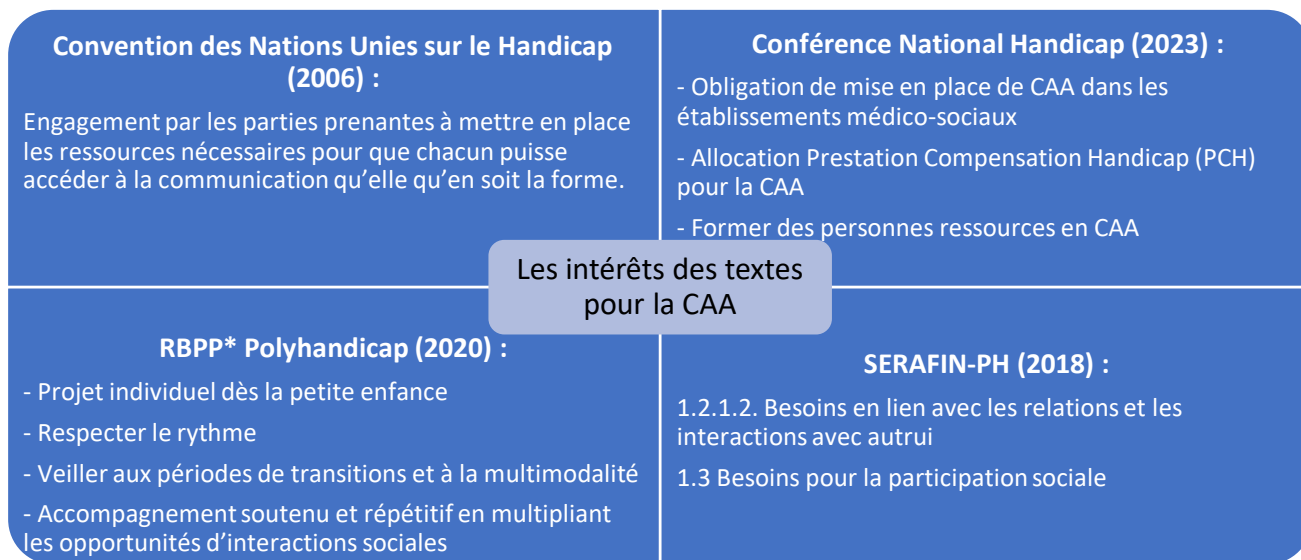 Convention des Nations Unies sur le Handicap
(2006) :
Engagement par les parties prenantes à mettre en place
les ressources nécessaires pour que chacun puisse
accéder à la communication qu'elle qu'en soit la forme.
Conférence National Handicap (2023) :
- Obligation de mise en place de CAA dans les
établissements médico-sociaux
- Allocation Prestation Compensation Handicap (PCH)
pour la CAA
- Former des personnes ressources en CAA
Les intérêts des textes
pour la CAA
RBPP* Polyhandicap (2020) :
- Projet individuel dès la petite enfance
- Respecter le rythme
- Veiller aux périodes de transitions et à la multimodalité
- Accompagnement soutenu et répétitif en multipliant
les opportunités d'interactions sociales
SERAFIN-PH (2018) :
1.2.1.2. Besoins en lien avec les relations et les
interactions avec autrui
1.3 Besoins pour la participation sociale